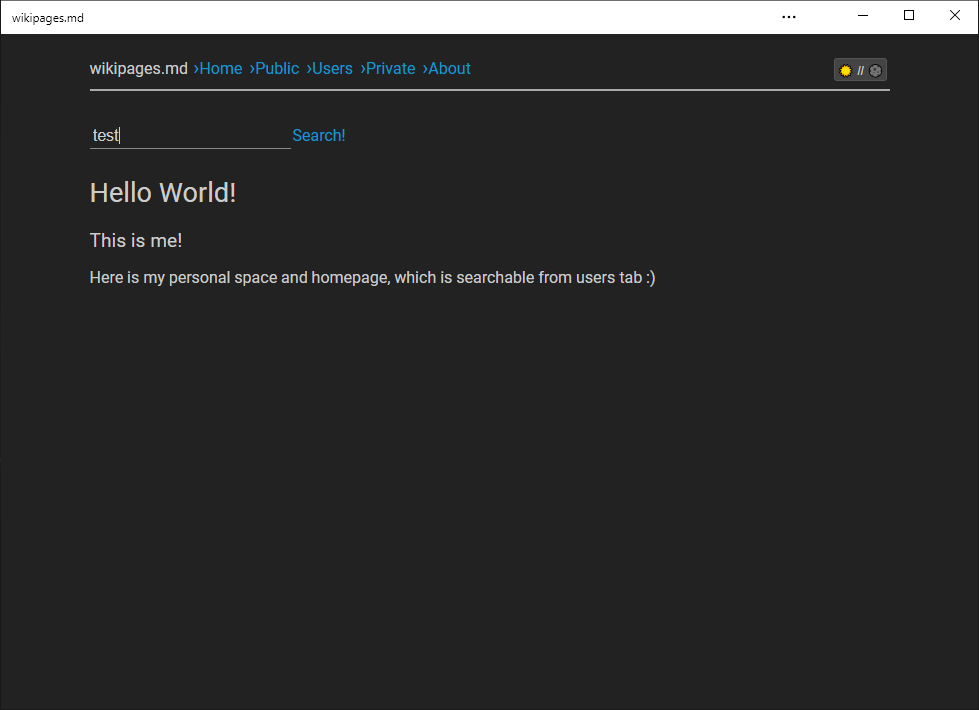 wikipages.md
wikipages.md ›Home ›Public ›Users ›Private ›About
//
test Search!
Hello World!
This is me!
Here is my personal space and homepage, which is searchable from users tab :)